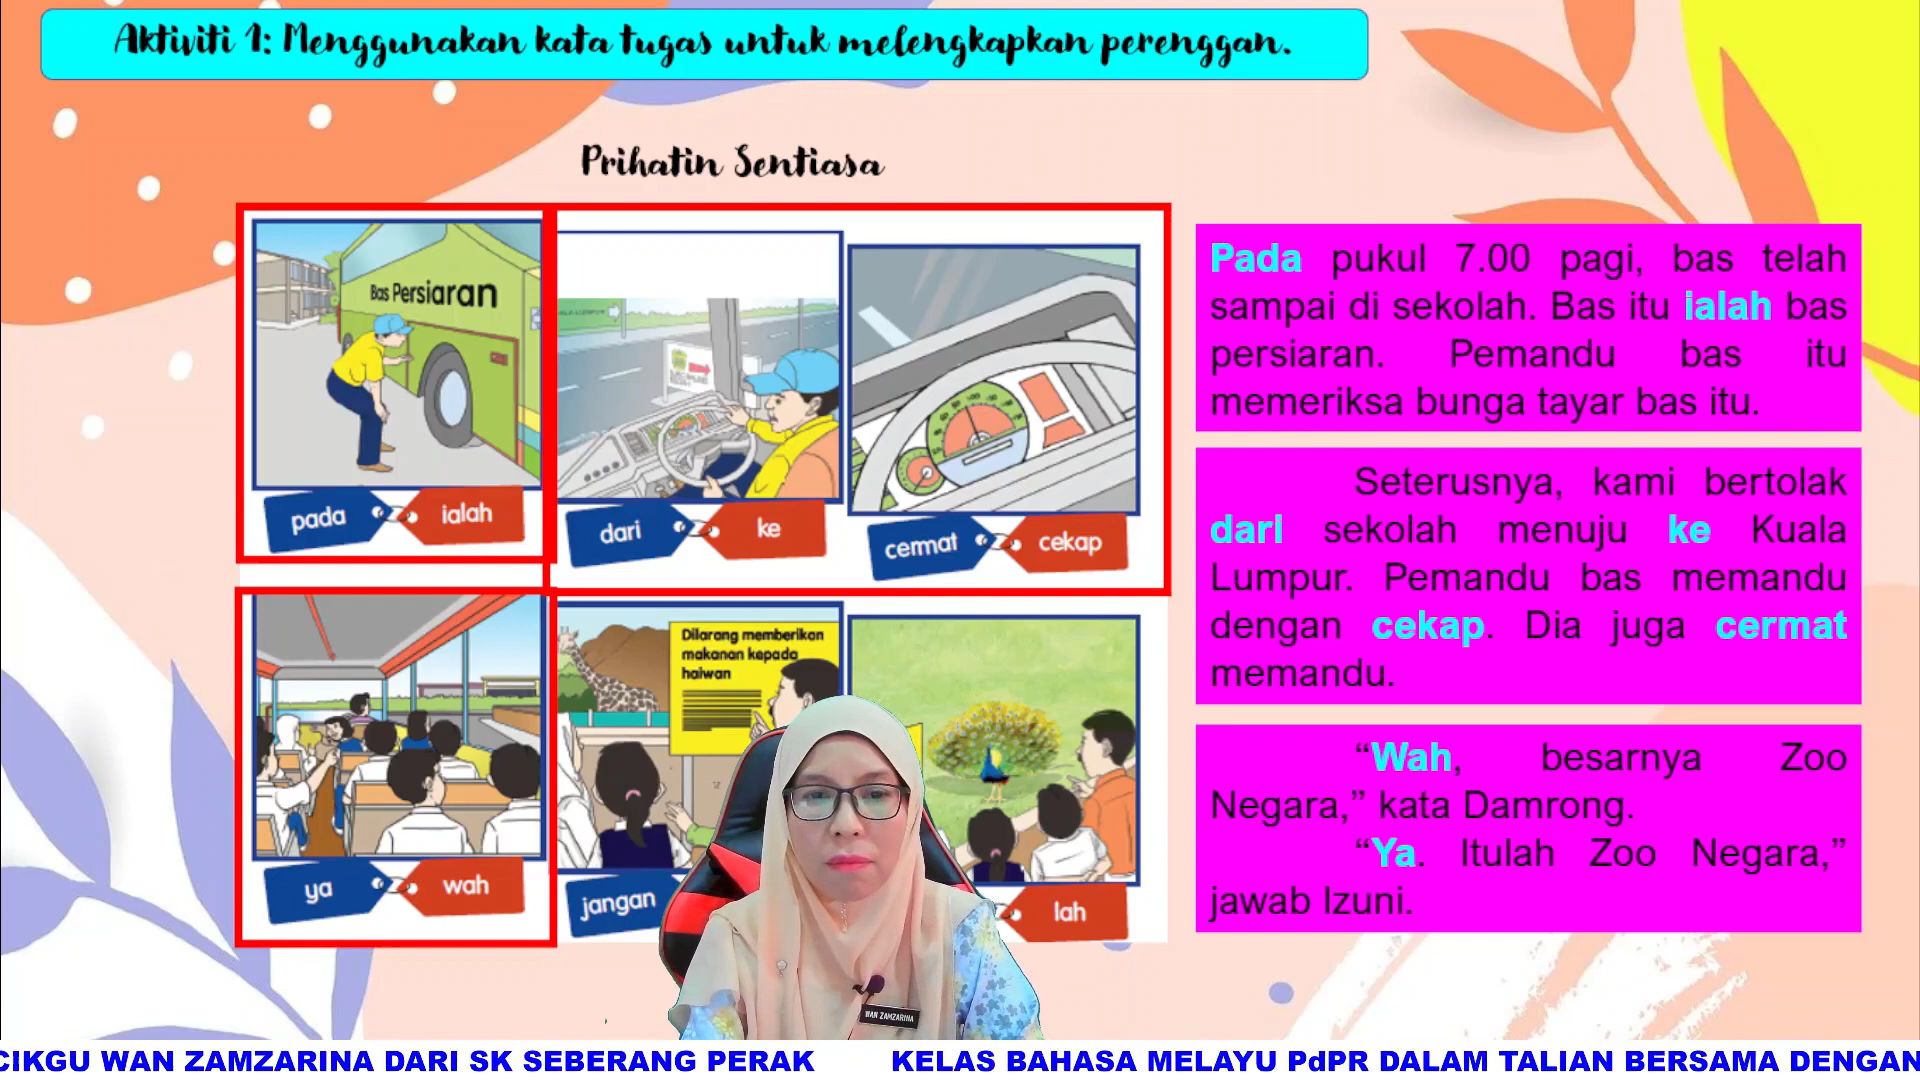 Aktiviti 1: Menggunakan kata tugas untuk melengkapkan perenggan.
Prihatin Sentiasa
Bas Persiaran
pada
ialah
dari
ke
cermat
cekap
Dilarang memberikan
makanan kepada
haiwan
ya
wah
jangan
lah
Pada pukul 7.00 pagi, bas telah
sampai di sekolah. Bas itu ialah bas
persiaran. Pemandu bas itu
memeriksa bunga tayar bas itu.
Seterusnya, kami bertolak
dari sekolah menuju ke Kuala
Lumpur. Pemandu bas memandu
dengan cekap. Dia juga cermat
memandu.
“Wah, besarnya Zoo
Negara,” kata Damrong.
“Ya. Itulah Zoo Negara,”
jawab Izuni.
WAN ZAMZARINA
CIKGU WAN ZAMZARINA DARI SK SEBERANG PERAK KELAS BAHASA MELAYU PdPR DALAM TALIAN BERSAMA DENGAN